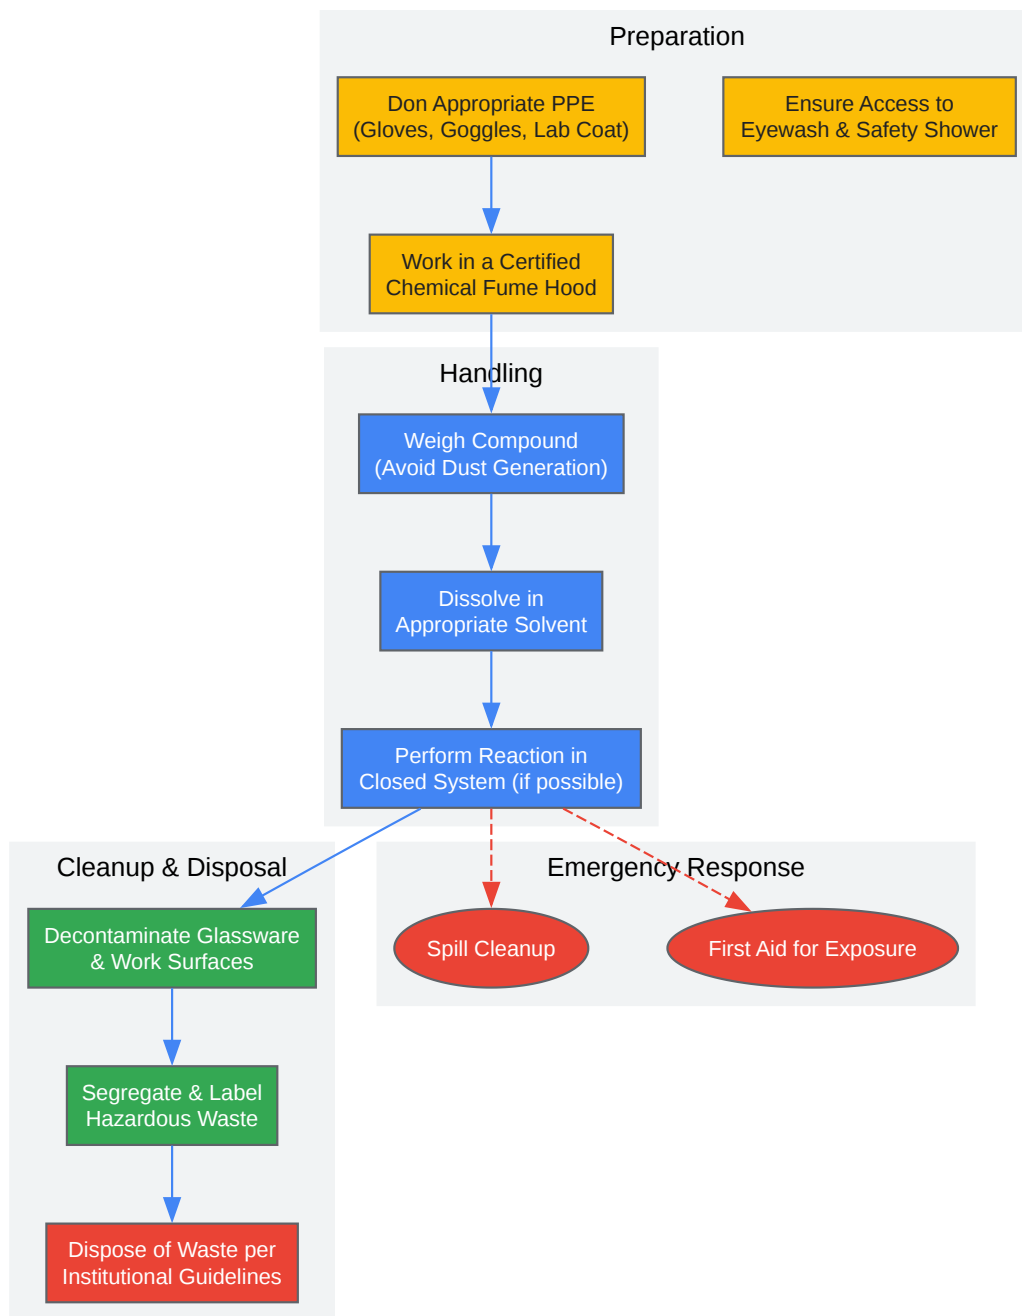 Preparation
Don Appropriate PPE
(Gloves, Goggles, Lab Coat)
Ensure Access to
Eyewash & Safety Shower
Work in a Certified
Chemical Fume Hood
Handling
Weigh Compound
(Avoid Dust Generation)
Dissolve in
Appropriate Solvent
Perform Reaction in
Closed System (if possible)
Cleanup & Disposal
Decontaminate Glassware
& Work Surfaces
Segregate & Label
Hazardous Waste
Dispose of Waste per
Institutional Guidelines
Emergency Response
Spill Cleanup
First Aid for Exposure